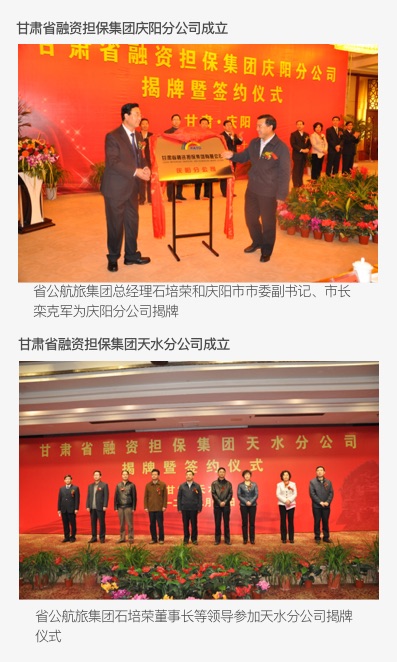 甘肃省融资担保集团庆阳分公司成立
甘肃省融资担保集团庆阳分公司
揭牌暨签约仪式
甘肃·庆阳
省公航旅集团总经理石培荣和庆阳市市委副书记、市长
栾克军为庆阳分公司揭牌
甘肃省融资担保集团天水分公司成立
甘肃省融资担保集团天水分公司
揭牌暨签约仪式
省公航旅集团石培荣董事长等领导参加天水分公司揭牌
仪式